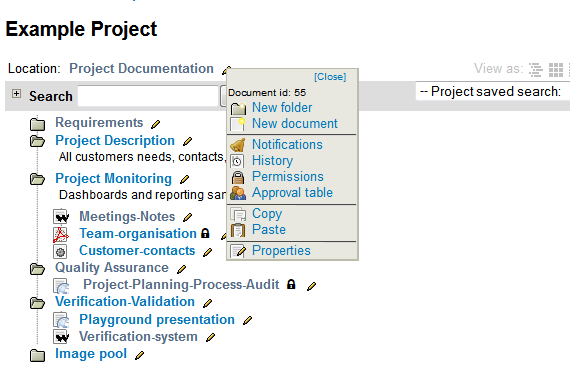 Example Project
Location: Project Documentation
View as:
[Close]
Document id: 55
Search
-- Project saved search:
New folder
New document
Requirements
Project Description
Notifications
All customers needs, contacts,
History
Project Monitoring
Permissions
Dashboards and reporting sar
Approval table
Meetings-Notes
Copy
Team-organisation
Paste
Customer-contacts
Properties
Quality Assurance
Project-Planning-Process-Audit
Verification-Validation
Playground presentation
Verification-system
Image pool